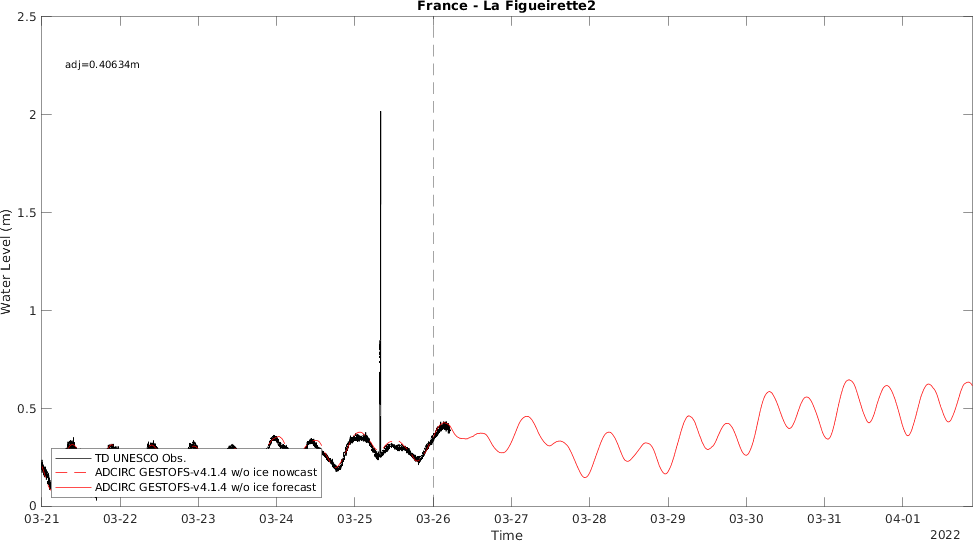 France - La Figueirette2
2.5
adj=0.40634m
2
1.5
Water Level (m)
1
0.5
TD UNESCO Obs.
ADCIRC GESTOFS-v4.1.4 w/o ice nowcast
ADCIRC GESTOFS-v4.1.4 w/o ice forecast
0
03-21 03-22 03-23 03-24 03-25 03-26 03-27 03-28 03-29 03-30 03-31 04-01
Time
2022